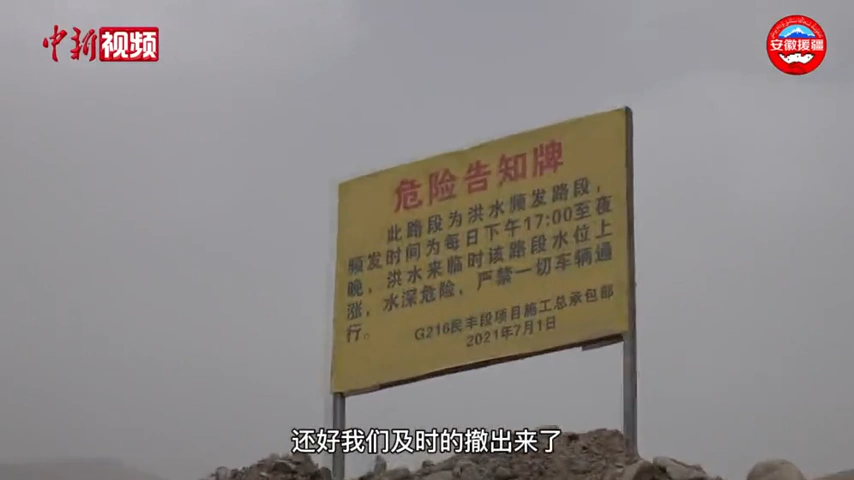 中新视频
安徽援疆
危险告知牌
此路段为洪水频发路段，
频发时间为每日下午17:00至夜
晚，洪水来临时该路段水位上
涨，水深危险，严禁一切车辆通
行。
G216民丰段项目施工总承包部
2021年7月1日
还好我们及时的撤出来了